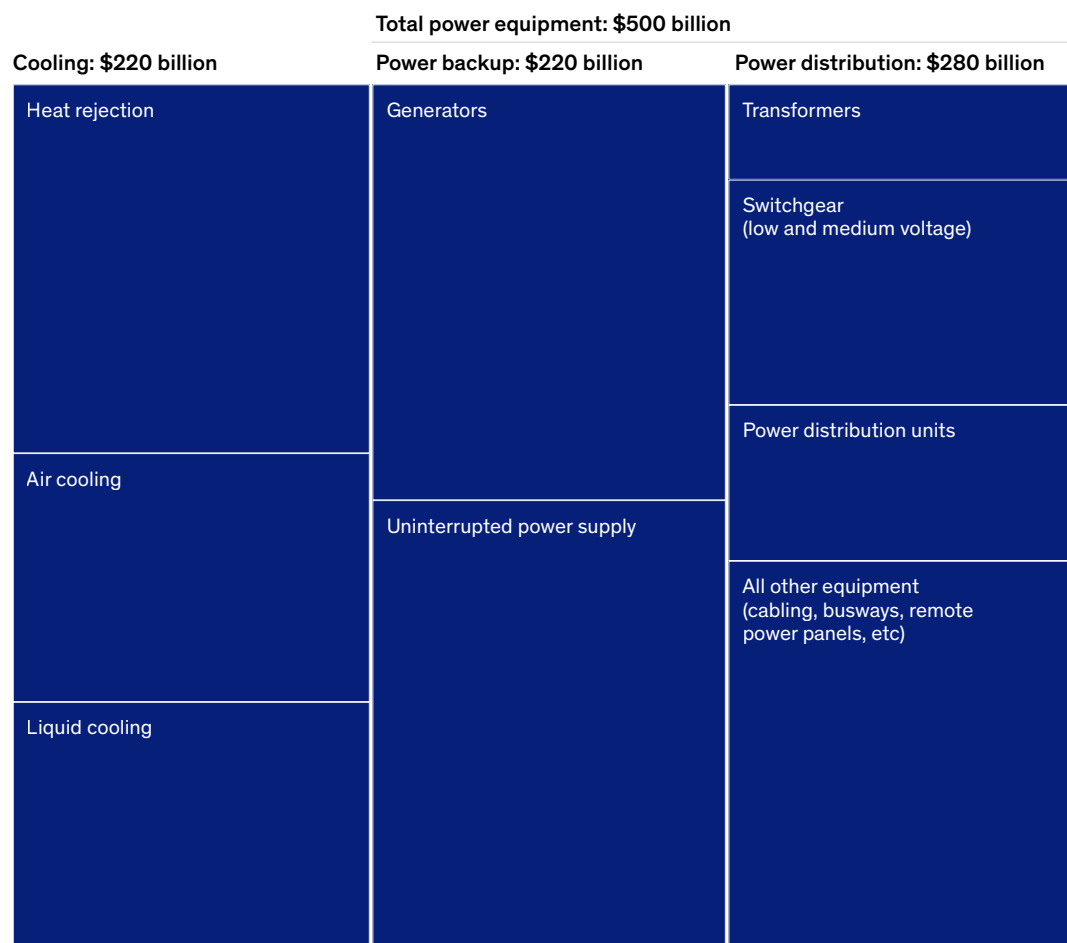 Total power equipment: $500 billion
Cooling: $220 billion
Power backup: $220 billion
Power distribution: $280 billion
Heat rejection
Air cooling
Liquid cooling
Generators
Uninterrupted power supply
Transformers
Switchgear
(low and medium voltage)
Power distribution units
All other equipment
(cabling, busways, remote
power panels, etc)